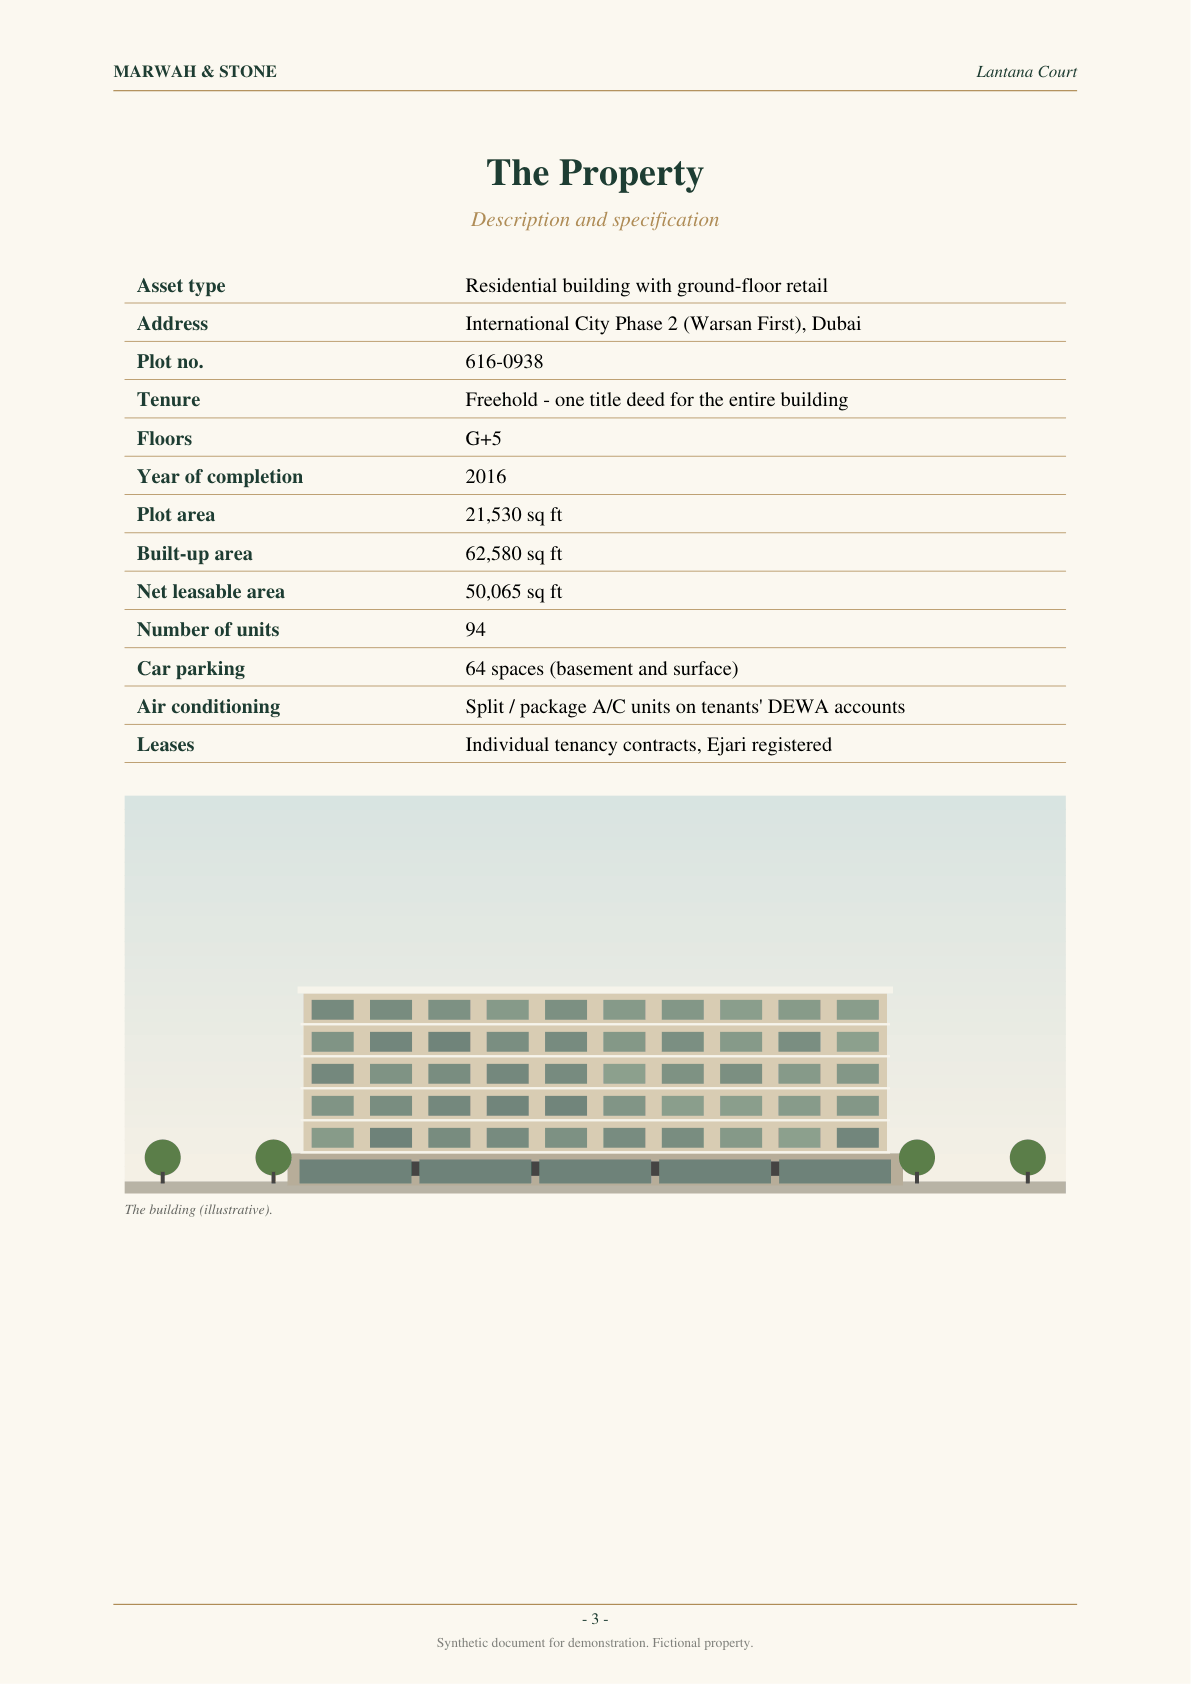 MARWAH & STONE
Lantana Court
The Property
Description and specification
Asset type Residential building with ground-floor retail
Address International City Phase 2 (Warsan First), Dubai
Plot no. 616-0938
Tenure Freehold - one title deed for the entire building
Floors G+5
Year of completion 2016
Plot area 21,530 sq ft
Built-up area 62,580 sq ft
Net leasable area 50,065 sq ft
Number of units 94
Car parking 64 spaces (basement and surface)
Air conditioning Split / package A/C units on tenants' DEWA accounts
Leases Individual tenancy contracts, Ejari registered
The building (illustrative).
- 3 -
Synthetic document for demonstration. Fictional property.